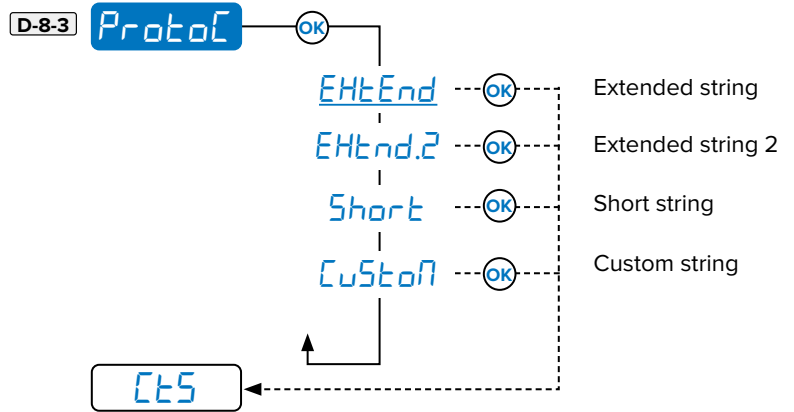 D-8-3 ProtoC OK
EHtEnd OK Extended string
EHtnd.2 OK Extended string 2
Short OK Short string
CuStoM OK Custom string
CtS